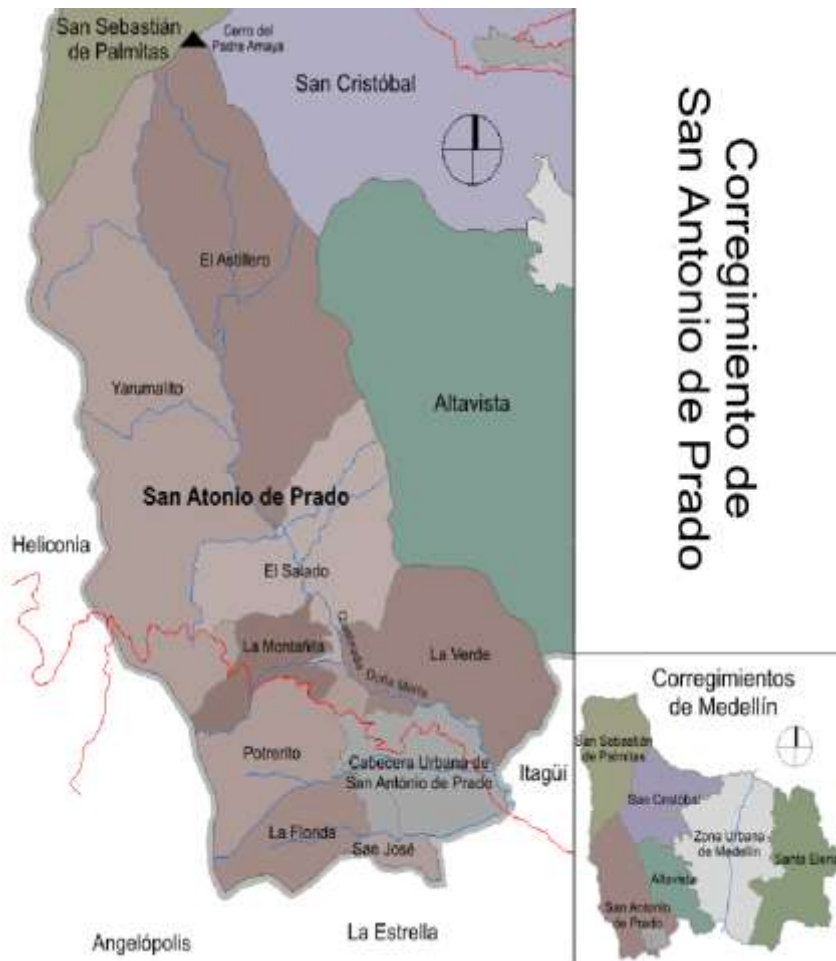 San Sebastián
de Palmitas
Cerro del
Padre Amaya
San Cristóbal
El Astillero
Yarumalito
Altavista
San Atonio de Prado
Heliconia
El Salado
La Montañita
Quebrada
Doña María
La Verde
Potrerito
Cabecera Urbana de
San Antonio de Prado
Itagüí
La Florida
San José
Angelópolis
La Estrella
Corregimiento de
San Antonio de Prado
Corregimientos
de Medellín
San Sebastián
de Palmitas
San Cristóbal
Zona Urbana
de Medellín
Santa Elena
Altavista
San Antonio
de Prado